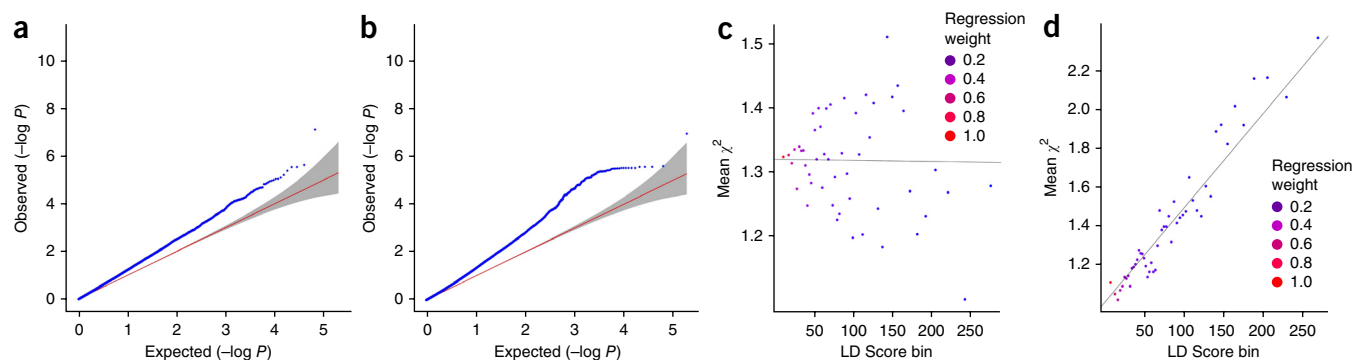 a
10
8
6
4
2
0
Observed (–log P)
0 1 2 3 4 5
Expected (–log P)
b
10
8
6
4
2
0
Observed (–log P)
0 1 2 3 4 5
Expected (–log P)
c
1.5
1.4
1.3
1.2
Mean χ²
50 100 150 200 250
LD Score bin
Regression
weight
0.2
0.4
0.6
0.8
1.0
d
2.2
2.0
1.8
1.6
1.4
1.2
Mean χ²
50 100 150 200 250
LD Score bin
Regression
weight
0.2
0.4
0.6
0.8
1.0